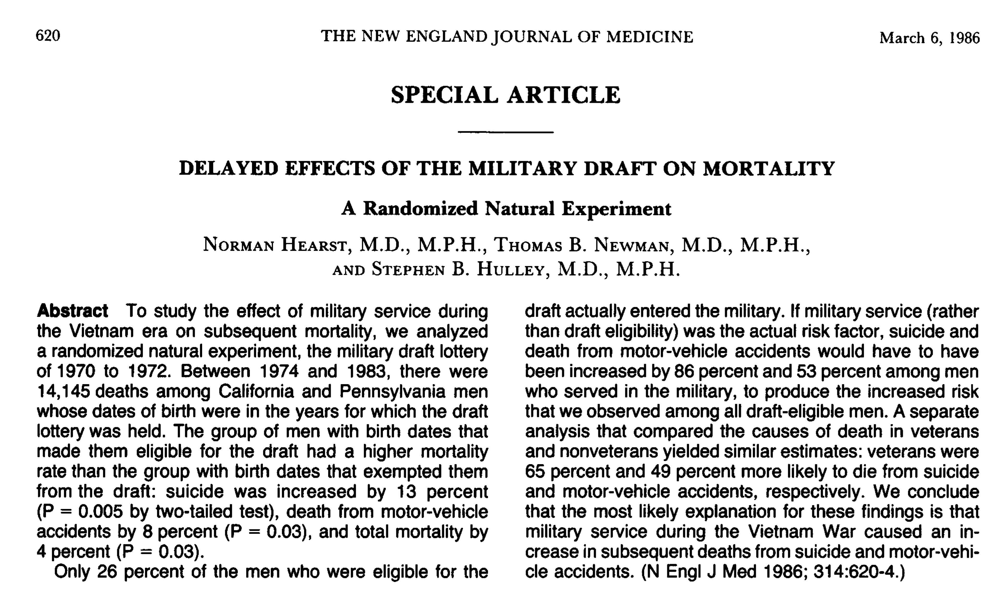 620 THE NEW ENGLAND JOURNAL OF MEDICINE March 6, 1986
SPECIAL ARTICLE
DELAYED EFFECTS OF THE MILITARY DRAFT ON MORTALITY
A Randomized Natural Experiment
NORMAN HEARST, M.D., M.P.H., THOMAS B. NEWMAN, M.D., M.P.H.,
AND STEPHEN B. HULLEY, M.D., M.P.H.
Abstract To study the effect of military service during
the Vietnam era on subsequent mortality, we analyzed
a randomized natural experiment, the military draft lottery
of 1970 to 1972. Between 1974 and 1983, there were
14,145 deaths among California and Pennsylvania men
whose dates of birth were in the years for which the draft
lottery was held. The group of men with birth dates that
made them eligible for the draft had a higher mortality
rate than the group with birth dates that exempted them
from the draft: suicide was increased by 13 percent
(P = 0.005 by two-tailed test), death from motor-vehicle
accidents by 8 percent (P = 0.03), and total mortality by
4 percent (P = 0.03).
Only 26 percent of the men who were eligible for the
draft actually entered the military. If military service (rather
than draft eligibility) was the actual risk factor, suicide and
death from motor-vehicle accidents would have to have
been increased by 86 percent and 53 percent among men
who served in the military, to produce the increased risk
that we observed among all draft-eligible men. A separate
analysis that compared the causes of death in veterans
and nonveterans yielded similar estimates: veterans were
65 percent and 49 percent more likely to die from suicide
and motor-vehicle accidents, respectively. We conclude
that the most likely explanation for these findings is that
military service during the Vietnam War caused an in-
crease in subsequent deaths from suicide and motor-vehi-
cle accidents. (N Engl J Med 1986; 314:620-4.)